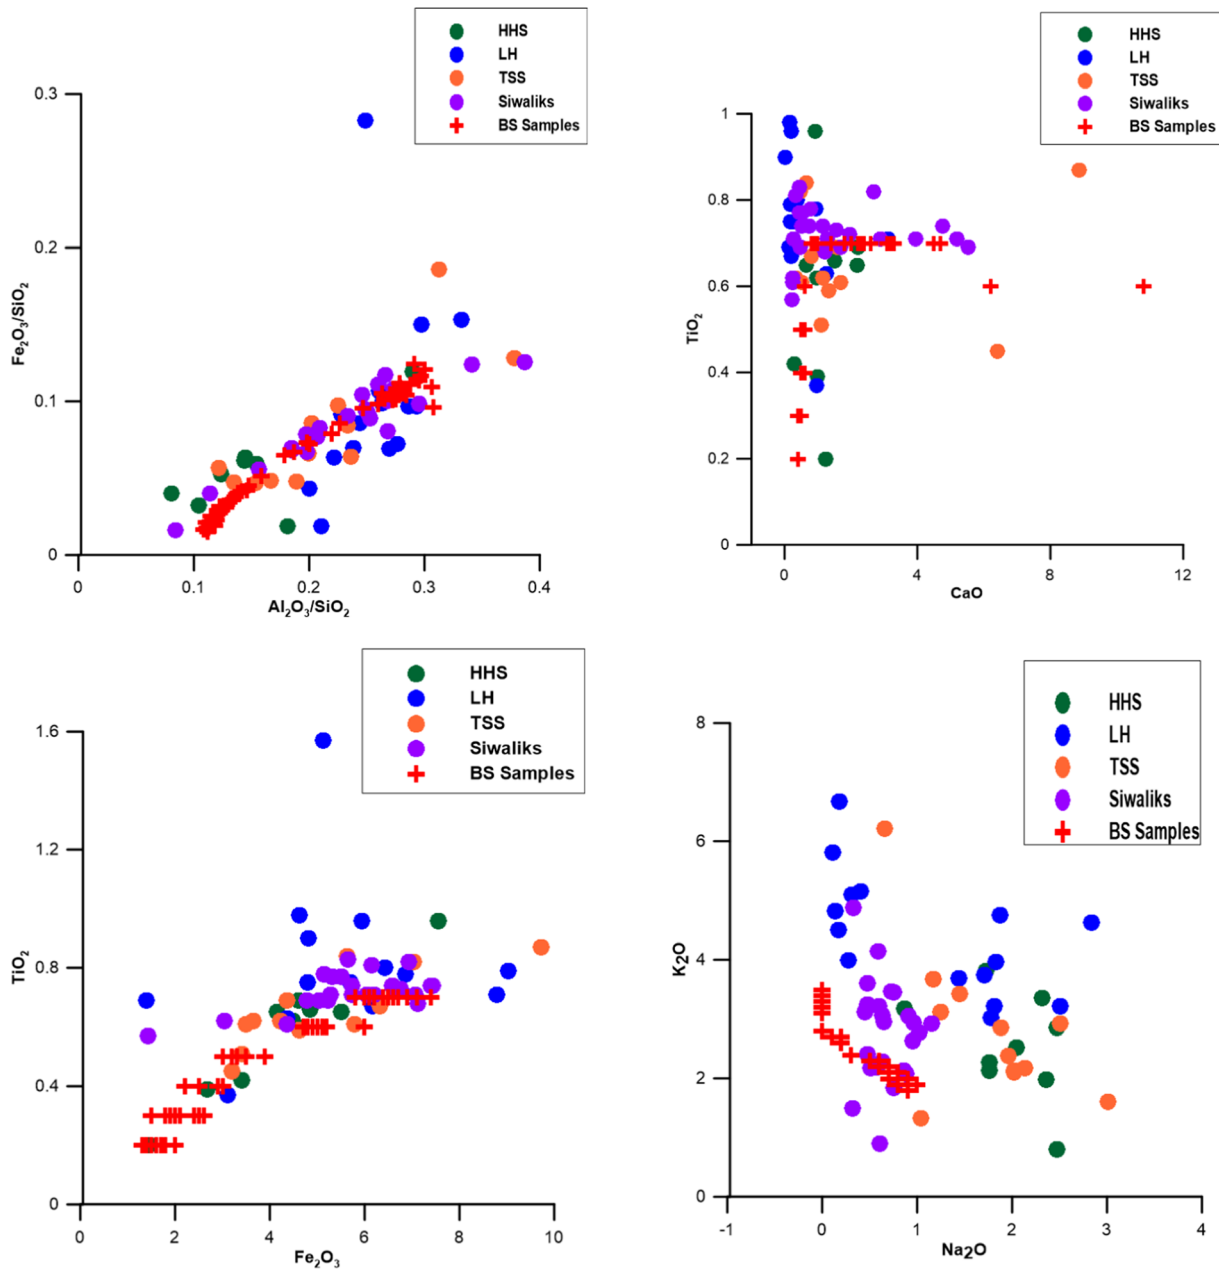 HHS
LH
TSS
Siwaliks
BS Samples
0.3
0.2
0.1
0
Fe₂O₃/SiO₂
0 0.1 0.2 0.3 0.4
Al₂O₃/SiO₂
HHS
LH
TSS
Siwaliks
BS Samples
1
0.8
0.6
0.4
0.2
0
TiO₂
0 4 8 12
CaO
HHS
LH
TSS
Siwaliks
BS Samples
1.6
1.2
0.8
0.4
0
TiO₂
0 2 4 6 8 10
Fe₂O₃
HHS
LH
TSS
Siwaliks
BS Samples
8
6
4
2
0
K₂O
-1 0 1 2 3 4
Na₂O